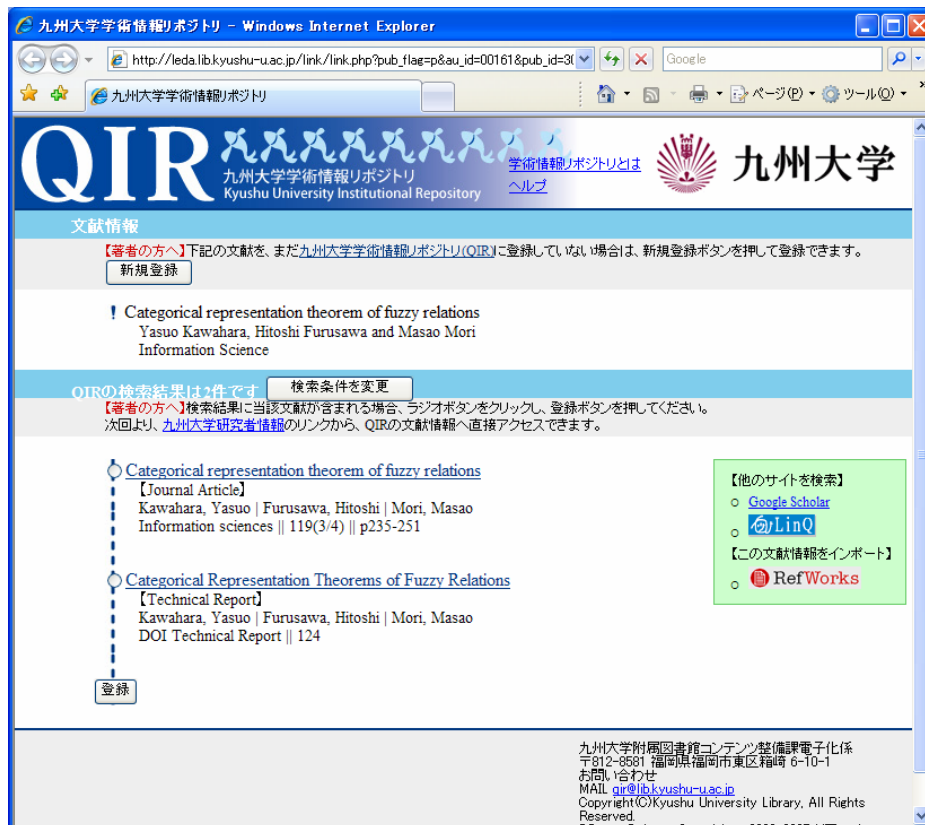 九州大学学術情報リポジトリ - Windows Internet Explorer
http://leda.lib.kyushu-u.ac.jp/link/link.php?pub_flag=p&au_id=00161&pub_id=3
Google
九州大学学術情報リポジトリ
ページ(P)
ツール(O)
QIR
九州大学学術情報リポジトリ
Kyushu University Institutional Repository
学術情報リポジトリとは
ヘルプ
九州大学
文献情報
【著者の方へ】下記の文献を、まだ九州大学学術情報リポジトリ(QIR)に登録していない場合は、新規登録ボタンを押して登録できます。
新規登録
! Categorical representation theorem of fuzzy relations
Yasuo Kawahara, Hitoshi Furusawa and Masao Mori
Information Science
QIRの検索結果は2件です
検索条件を変更
【著者の方へ】検索結果に当該文献が含まれる場合、ラジオボタンをクリックし、登録ボタンを押してください。
次回より、九州大学研究者情報のリンクから、QIRの文献情報へ直接アクセスできます。
Categorical representation theorem of fuzzy relations
【Journal Article】
Kawahara, Yasuo | Furusawa, Hitoshi | Mori, Masao
Information sciences || 119(3/4) || p235-251
Categorical Representation Theorems of Fuzzy Relations
【Technical Report】
Kawahara, Yasuo | Furusawa, Hitoshi | Mori, Masao
DOI Technical Report || 124
登録
【他のサイトを検索】
Google Scholar
LinQ
【この文献情報をインポート】
RefWorks
九州大学附属図書館コンテンツ整備課電子化係
〒812-8581 福岡県福岡市東区箱崎 6-10-1
お問い合わせ
MAIL qir@lib.kyushu-u.ac.jp
Copyright(C)Kyushu University Library, All Rights
Reserved.